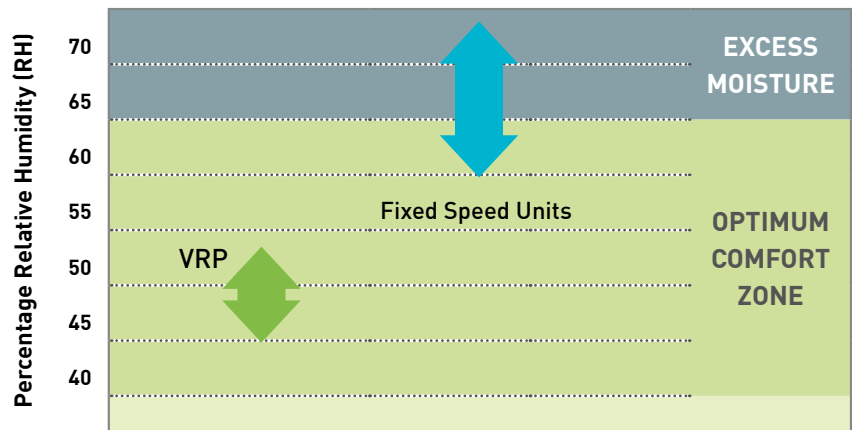 Percentage Relative Humidity (RH)
70
65
60
55
50
45
40
EXCESS
MOISTURE
Fixed Speed Units
VRP
OPTIMUM
COMFORT
ZONE